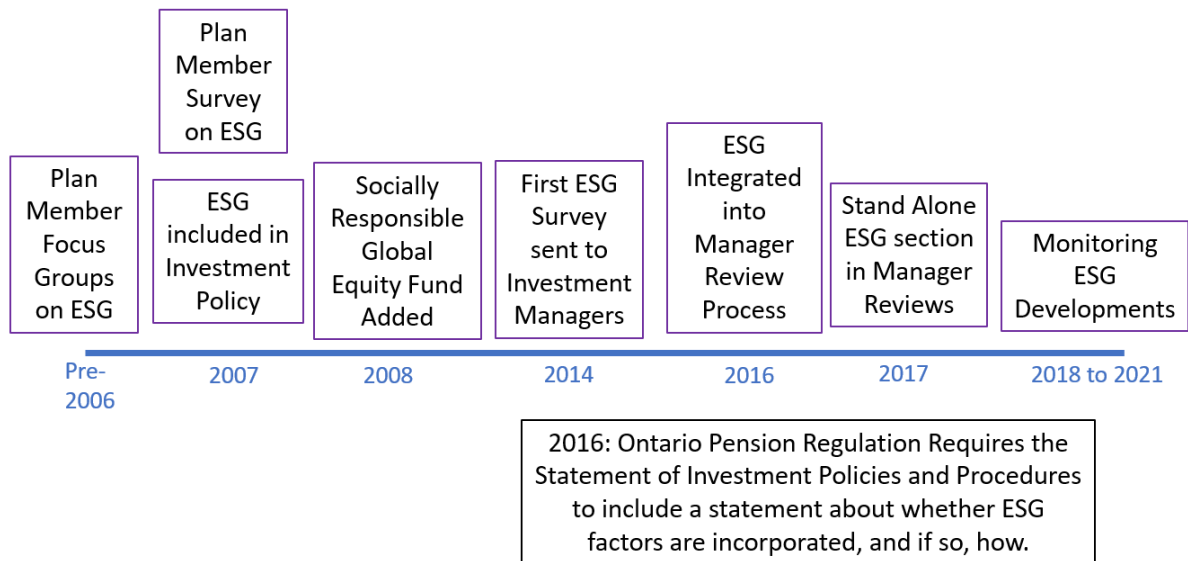 Plan
Member
Survey
on ESG
Plan
Member
Focus
Groups
on ESG
ESG
included in
Investment
Policy
Socially
Responsible
Global
Equity Fund
Added
First ESG
Survey
sent to
Investment
Managers
ESG
Integrated
into
Manager
Review
Process
Stand Alone
ESG section
in Manager
Reviews
Monitoring
ESG
Developments
Pre-
2006
2007
2008
2014
2016
2017
2018 to 2021
2016: Ontario Pension Regulation Requires the
Statement of Investment Policies and Procedures
to include a statement about whether ESG
factors are incorporated, and if so, how.